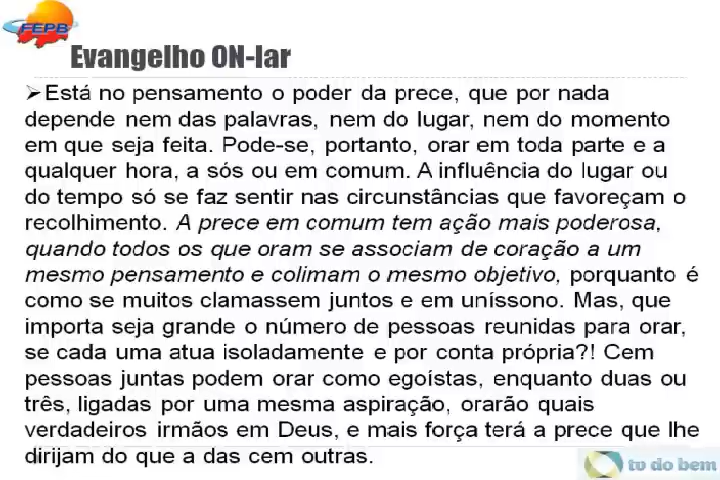 FEPB
Evangelho ON-lar
➢Está no pensamento o poder da prece, que por nada
depende nem das palavras, nem do lugar, nem do momento
em que seja feita. Pode-se, portanto, orar em toda parte e a
qualquer hora, a sós ou em comum. A influência do lugar ou
do tempo só se faz sentir nas circunstâncias que favoreçam o
recolhimento. A prece em comum tem ação mais poderosa,
quando todos os que oram se associam de coração a um
mesmo pensamento e colimam o mesmo objetivo, porquanto é
como se muitos clamassem juntos e em uníssono. Mas, que
importa seja grande o número de pessoas reunidas para orar,
se cada uma atua isoladamente e por conta própria?! Cem
pessoas juntas podem orar como egoístas, enquanto duas ou
três, ligadas por uma mesma aspiração, orarão quais
verdadeiros irmãos em Deus, e mais força terá a prece que lhe
dirijam do que a das cem outras.
tv do bem